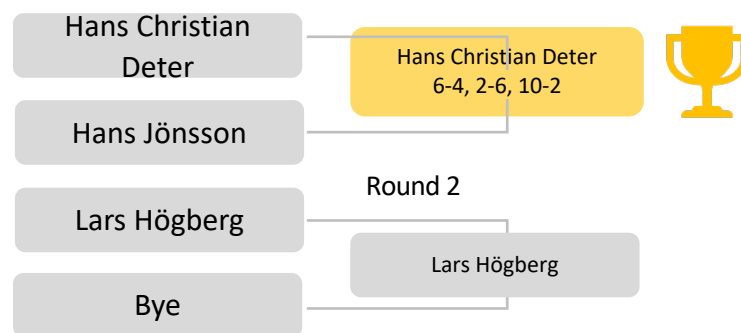 Hans Christian
Deter
Hans Christian Deter
6-4, 2-6, 10-2
Hans Jönsson
Round 2
Lars Högberg
Lars Högberg
Bye